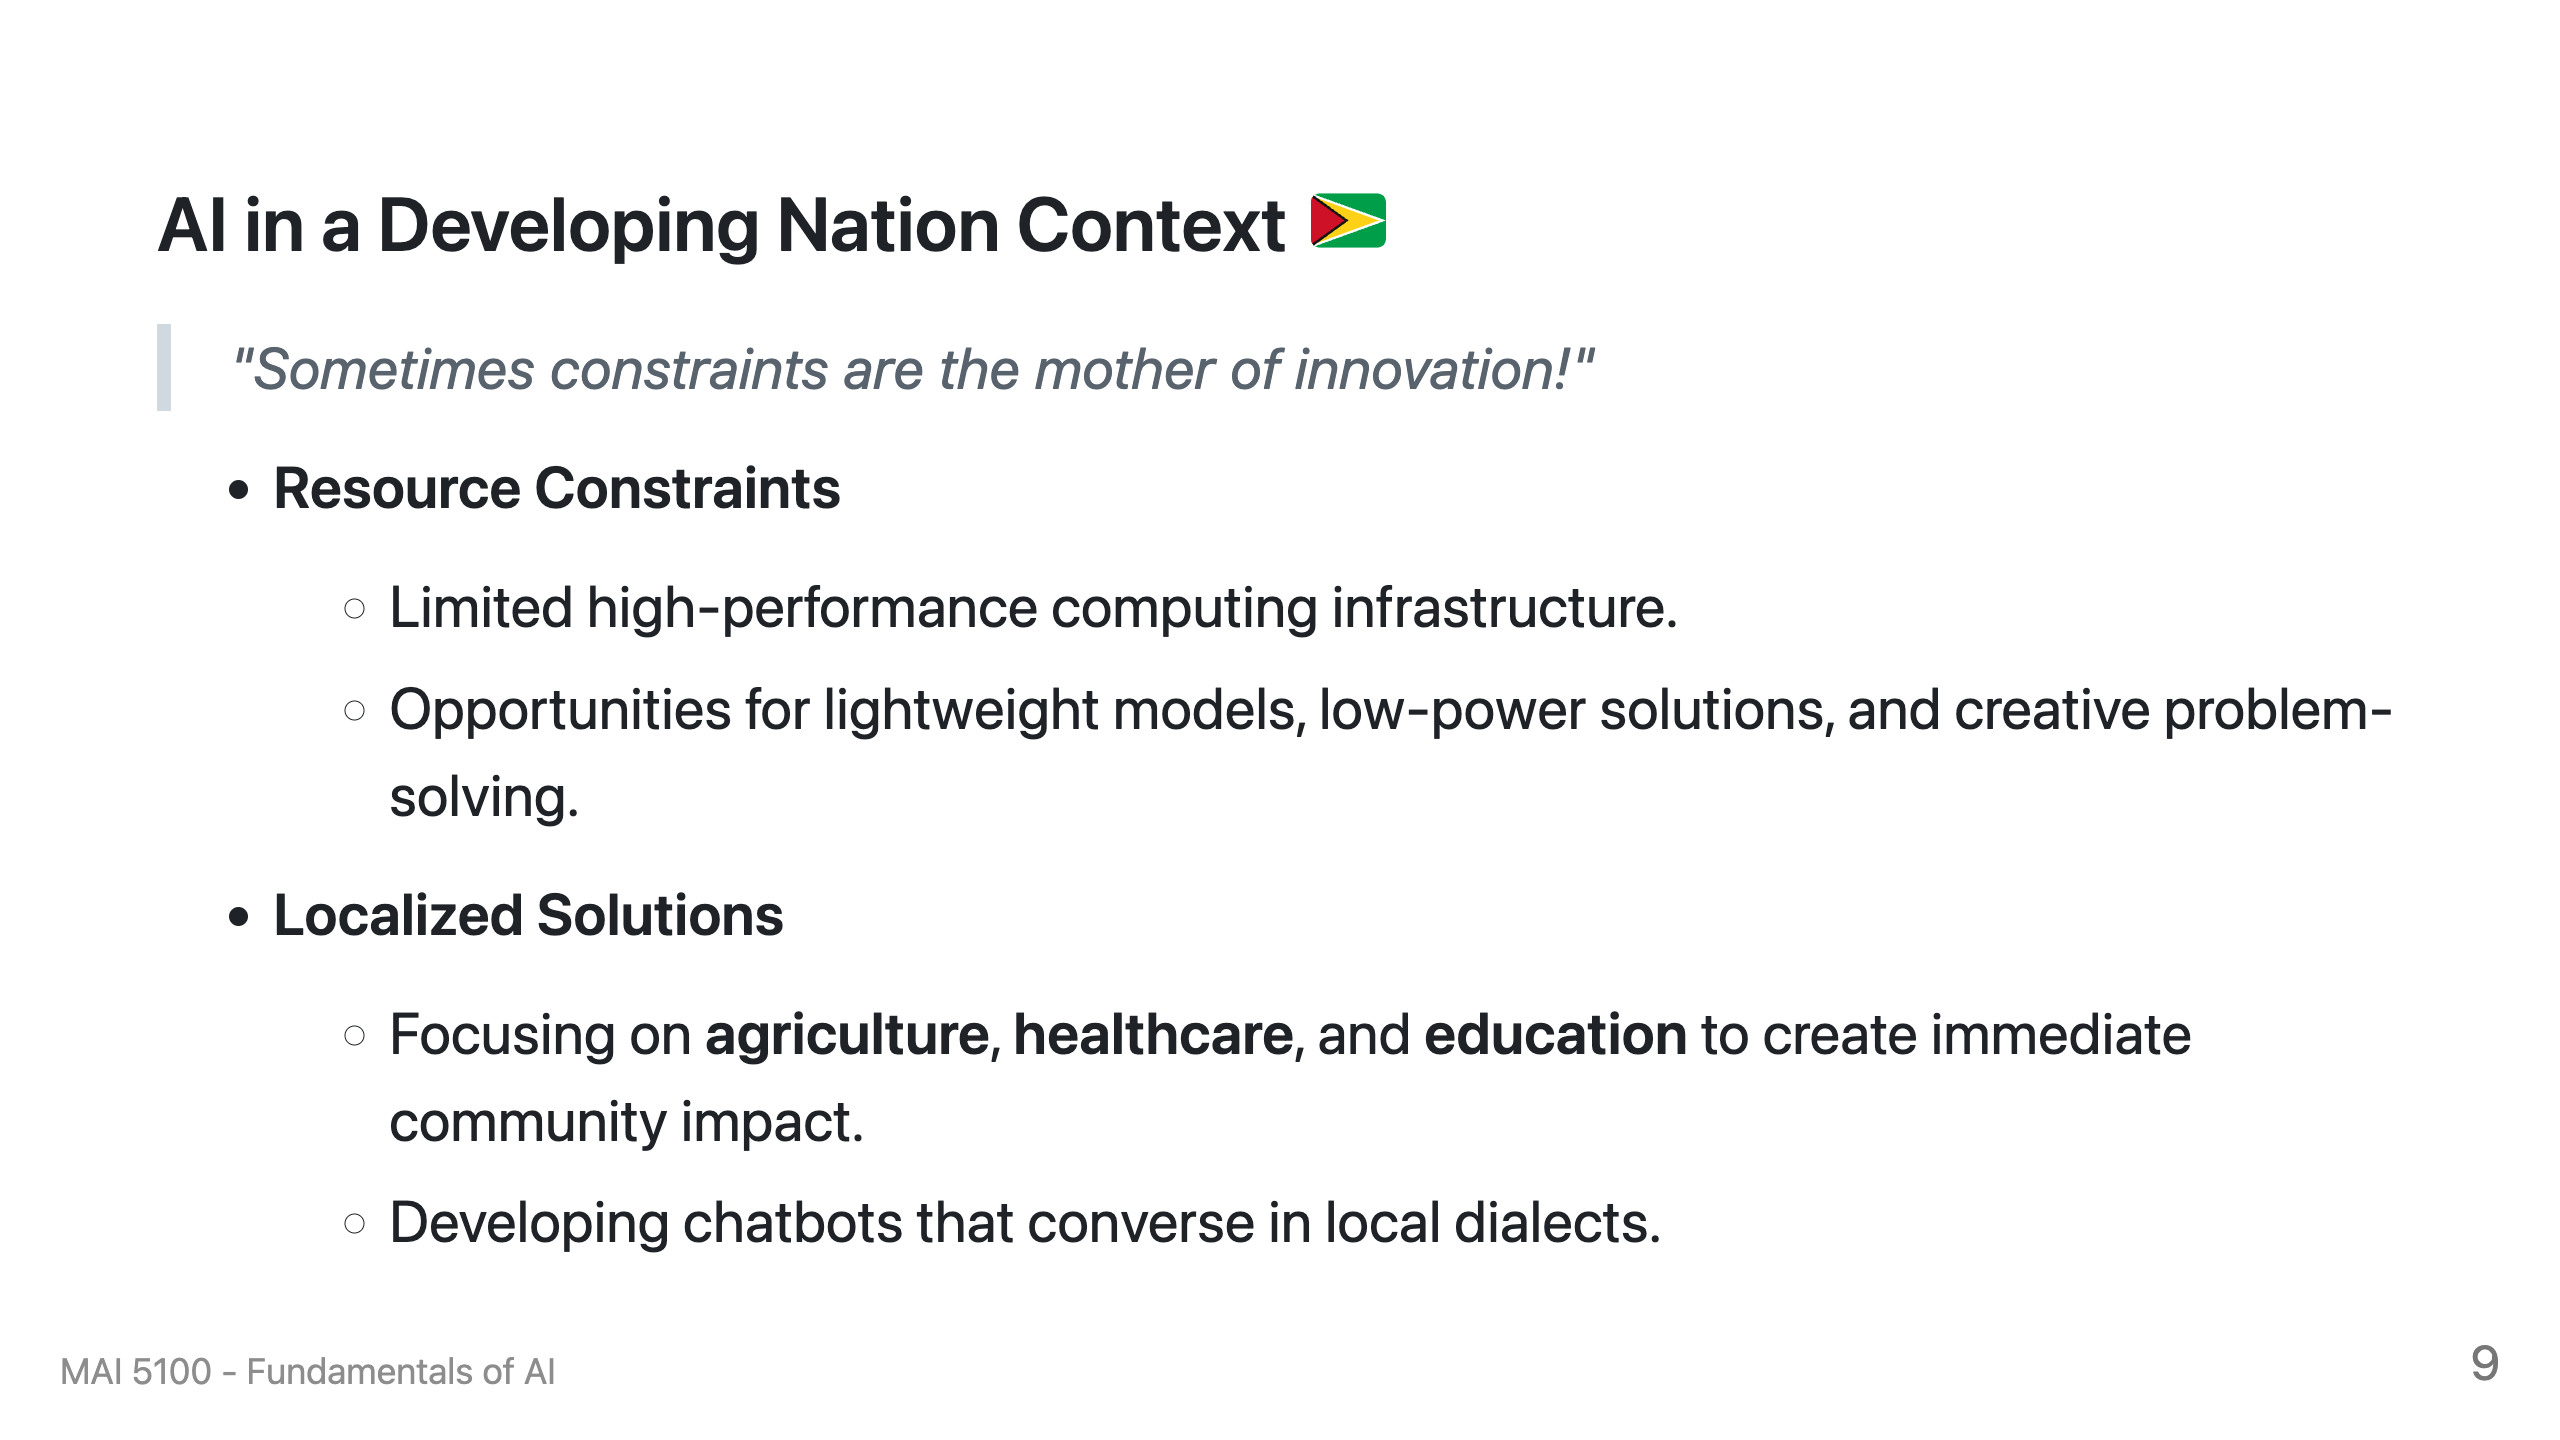 AI in a Developing Nation Context 🇬🇾
"Sometimes constraints are the mother of innovation!"
• Resource Constraints
○ Limited high-performance computing infrastructure.
○ Opportunities for lightweight models, low-power solutions, and creative problem-
solving.
• Localized Solutions
○ Focusing on agriculture, healthcare, and education to create immediate
community impact.
○ Developing chatbots that converse in local dialects.
MAI 5100 - Fundamentals of AI
9